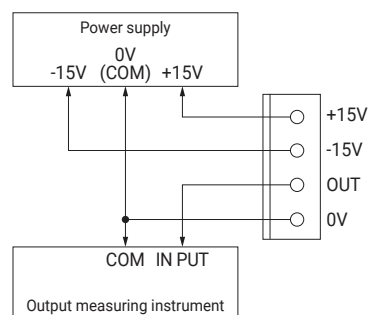 Power supply
0V
-15V (COM) +15V
+15V
-15V
OUT
0V
COM IN PUT
Output measuring instrument